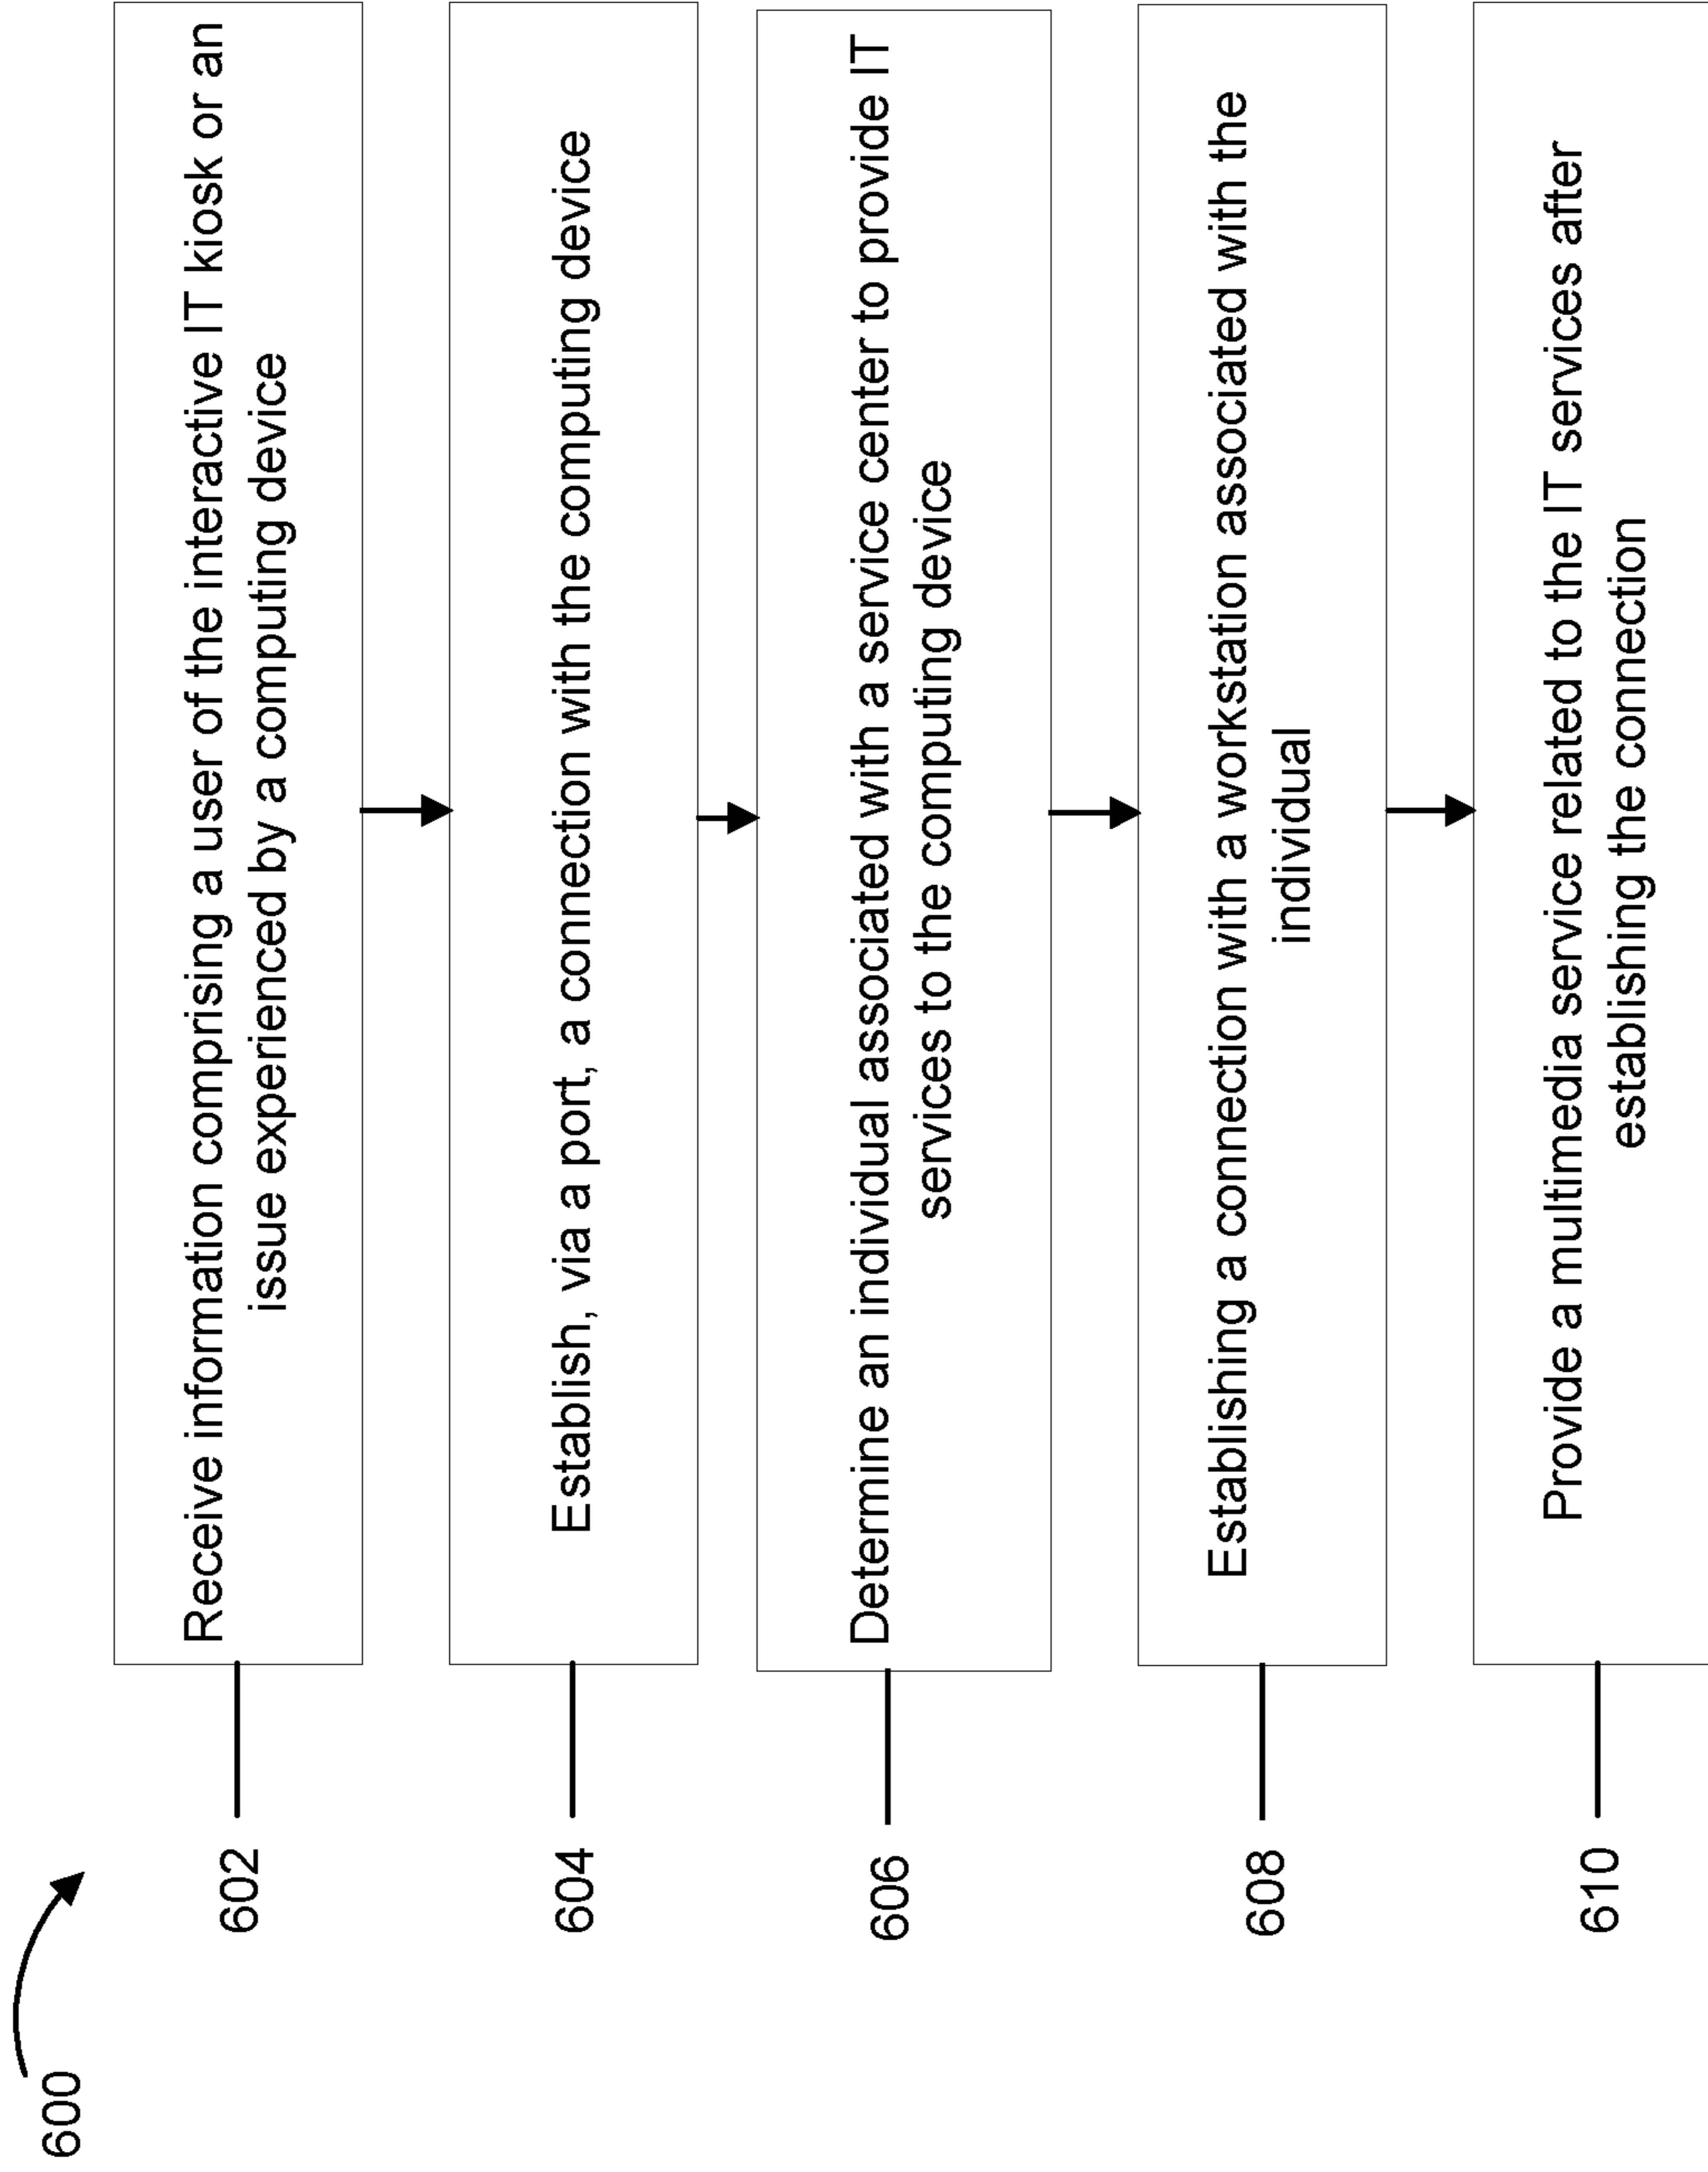 600
602
Receive information comprising a user of the interactive IT kiosk or an
issue experienced by a computing device
604
Establish, via a port, a connection with the computing device
606
Determine an individual associated with a service center to provide IT
services to the computing device
608
Establishing a connection with a workstation associated with the
individual
610
Provide a multimedia service related to the IT services after
establishing the connection